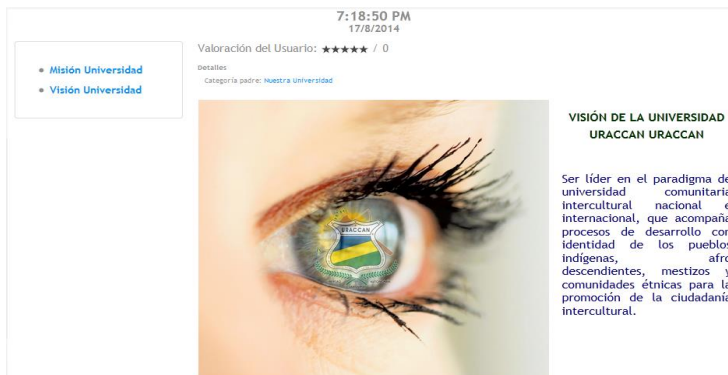 7:18:50 PM
17/8/2014
Misión Universidad
Visión Universidad
Valoración del Usuario: ★★★★★ / 0
Detalles
Categoría padre: Nuestra Universidad
URACCAN
VISIÓN DE LA UNIVERSIDAD
URACCAN URACCAN
Ser líder en el paradigma de
universidad comunitaria
intercultural nacional e
internacional, que acompaña
procesos de desarrollo con
identidad de los pueblos
indígenas, afro
descendientes, mestizos y
comunidades étnicas para la
promoción de la ciudadanía
intercultural.